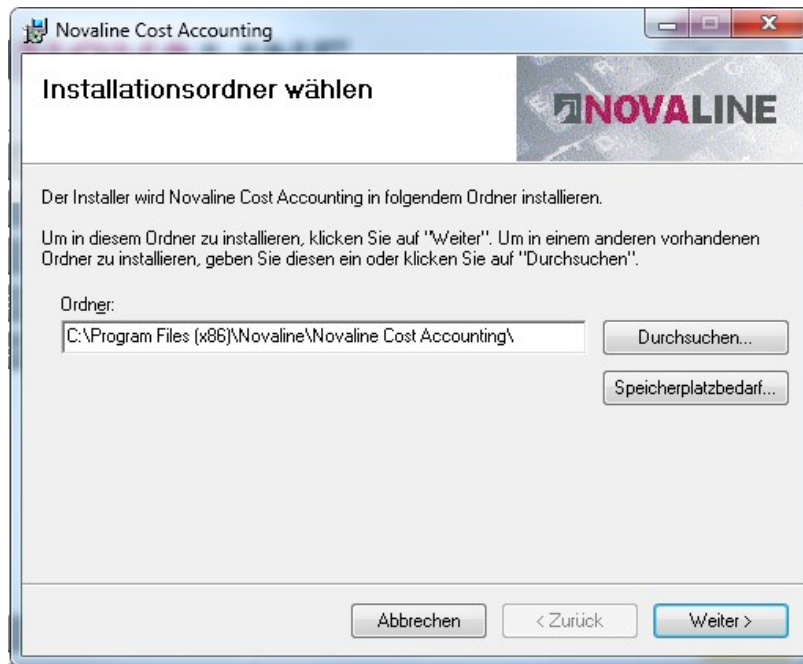 Novaline Cost Accounting
Installationsordner wählen
NOVALINE
Der Installer wird Novaline Cost Accounting in folgendem Ordner installieren.
Um in diesem Ordner zu installieren, klicken Sie auf "Weiter". Um in einem anderen vorhandenen
Ordner zu installieren, geben Sie diesen ein oder klicken Sie auf "Durchsuchen".
Ordner:
C:\Program Files (x86)\Novaline\Novaline Cost Accounting\
Durchsuchen...
Speicherplatzbedarf...
Abbrechen
< Zurück
Weiter >